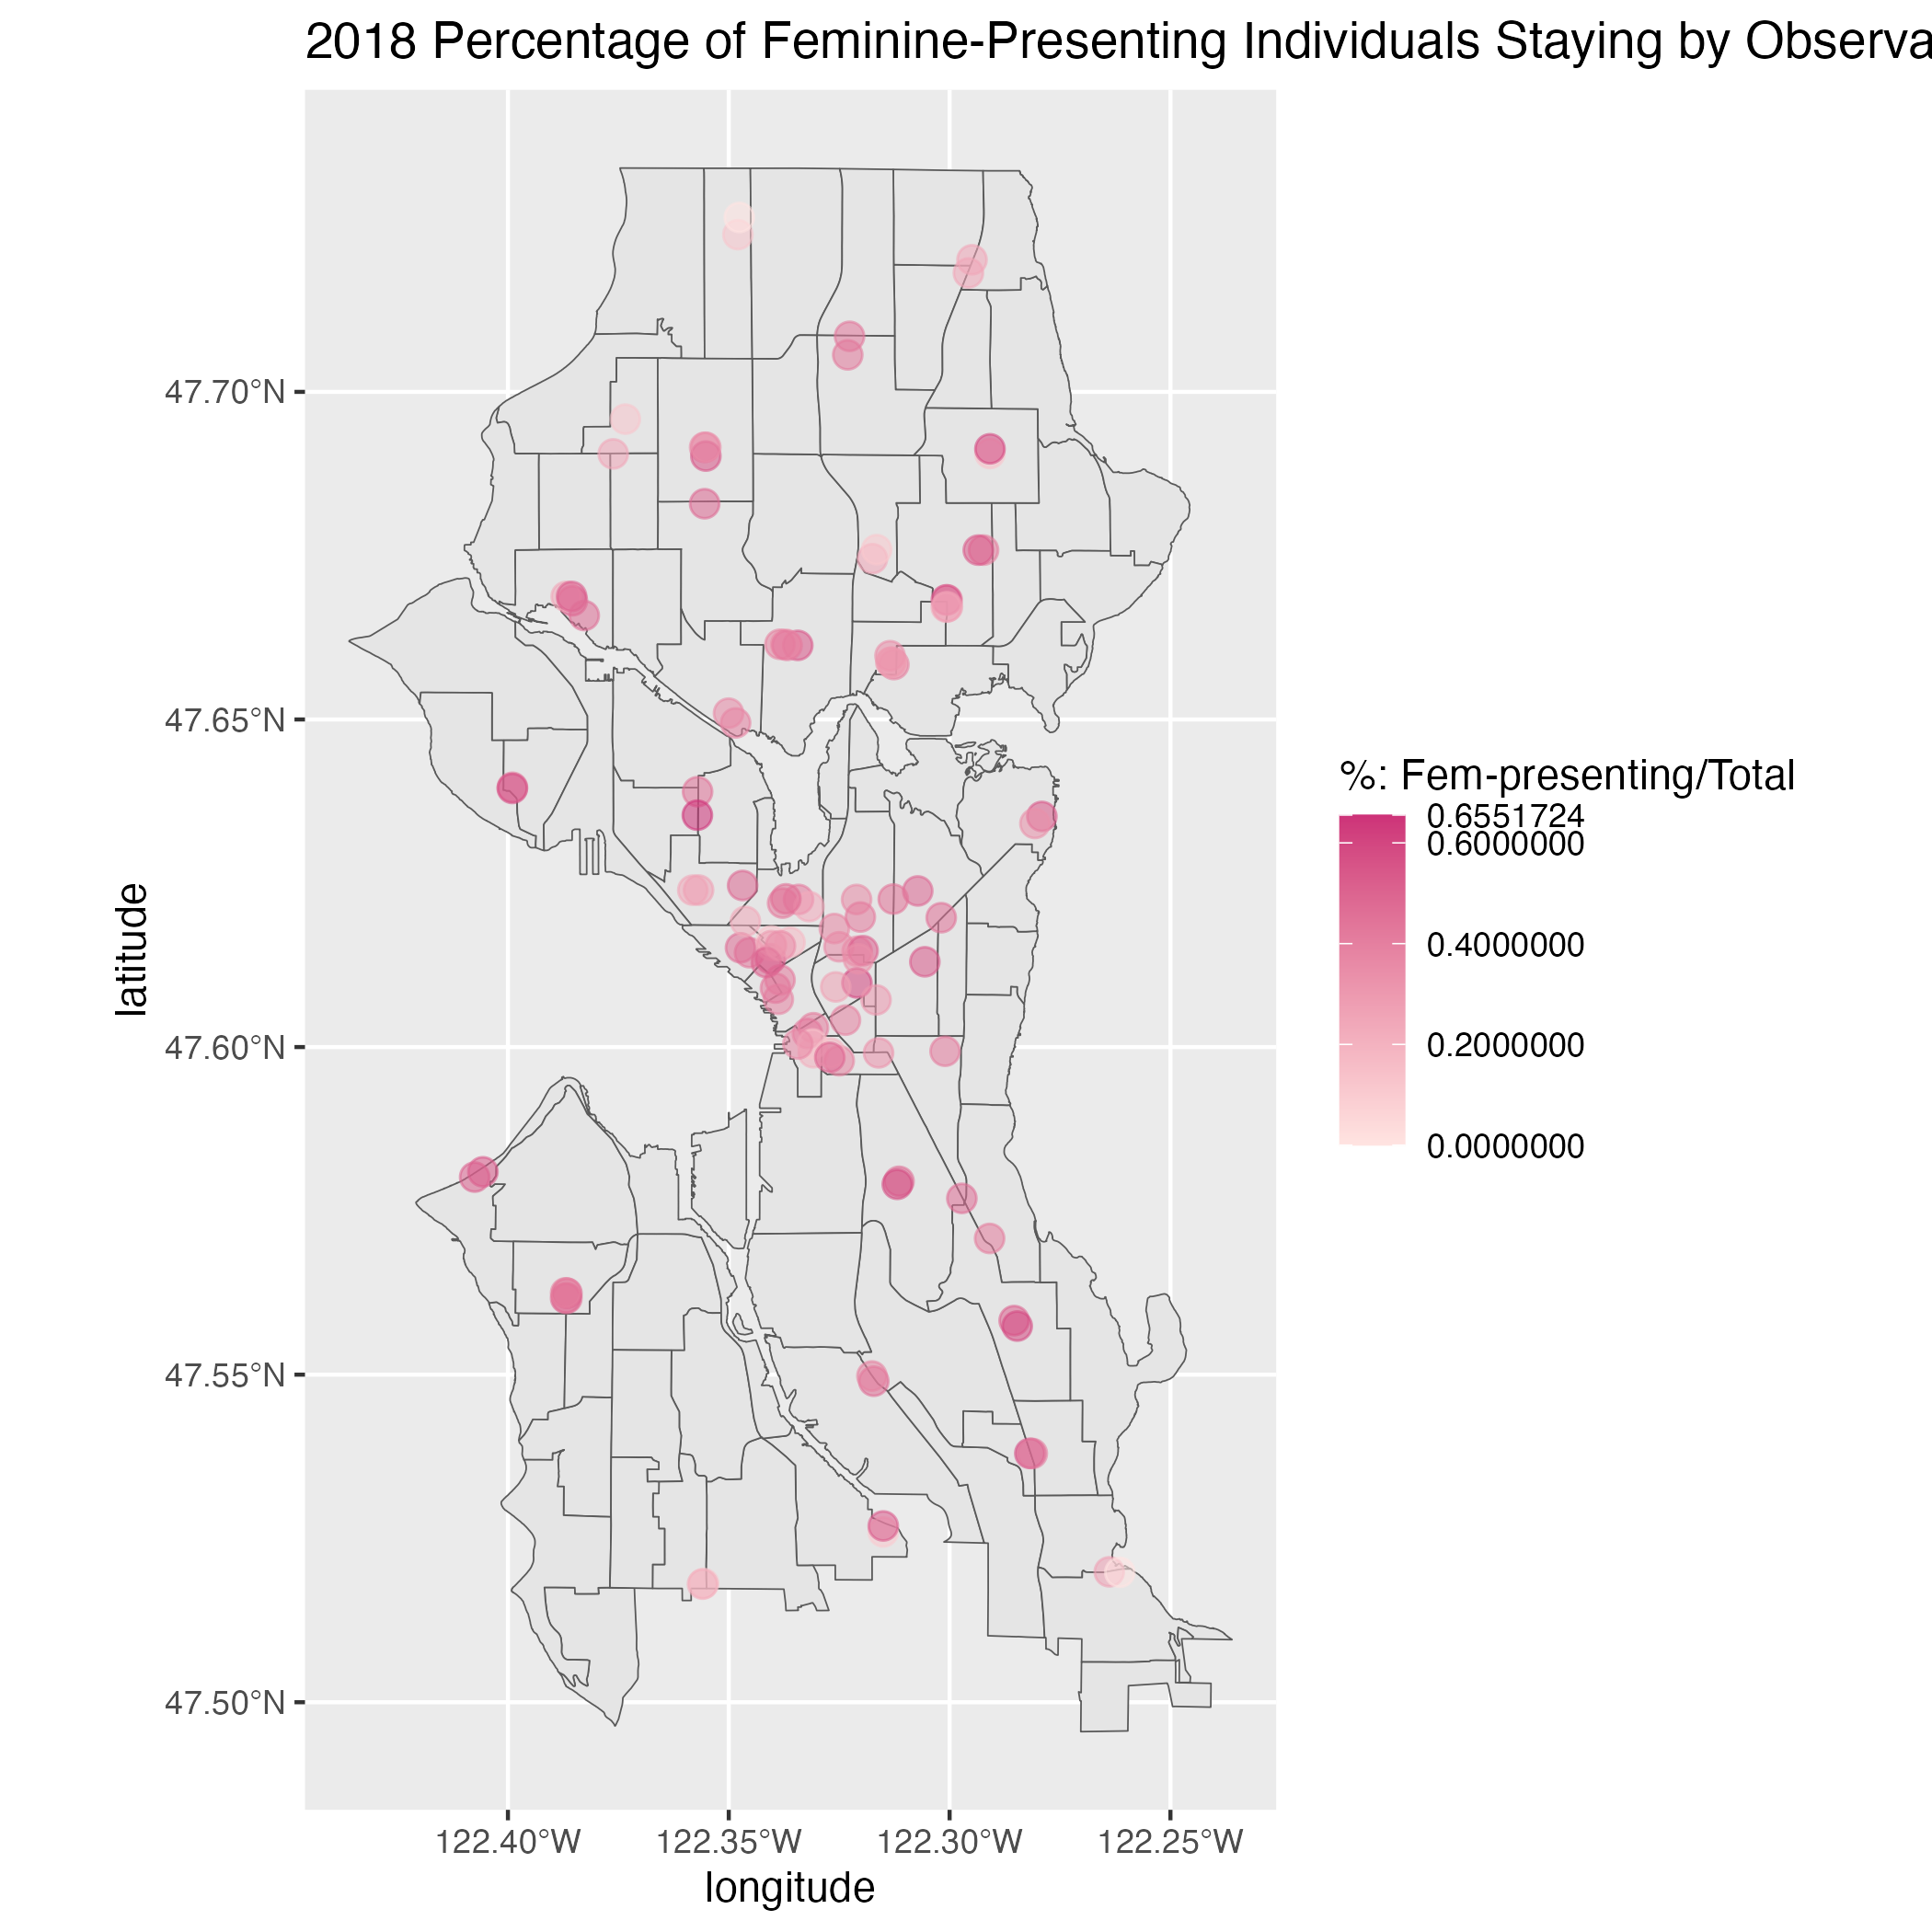 2018 Percentage of Feminine-Presenting Individuals Staying by Observa
47.70°N
47.65°N
47.60°N
47.55°N
47.50°N
latitude
122.40°W
122.35°W
122.30°W
122.25°W
longitude
%: Fem-presenting/Total
0.6551724
0.6000000
0.4000000
0.2000000
0.0000000